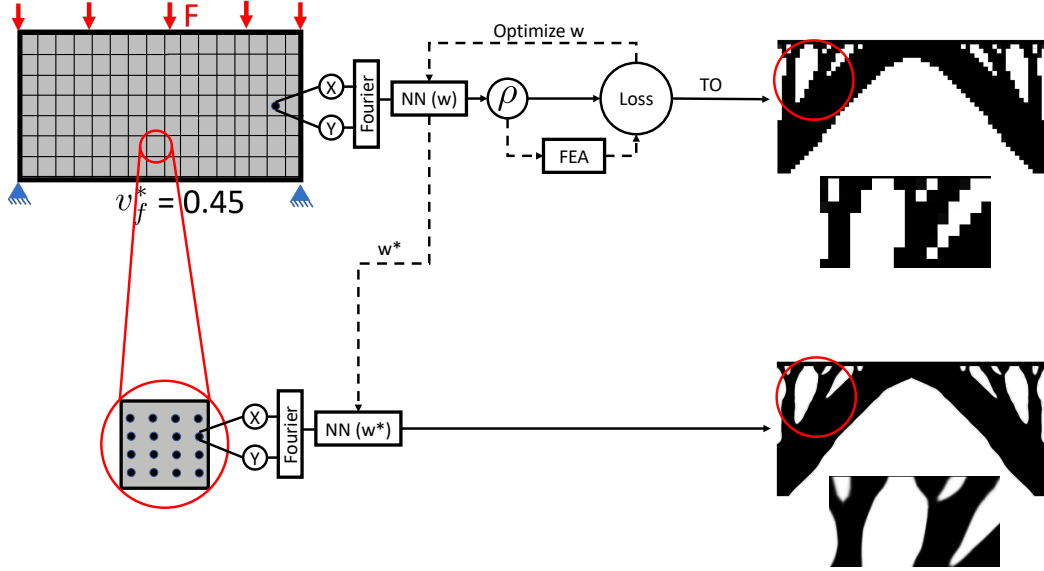 F
Optimize w
X
Y
Fourier
NN (w)
ρ
Loss
TO
FEA
v*f = 0.45
w*
X
Y
Fourier
NN (w*)